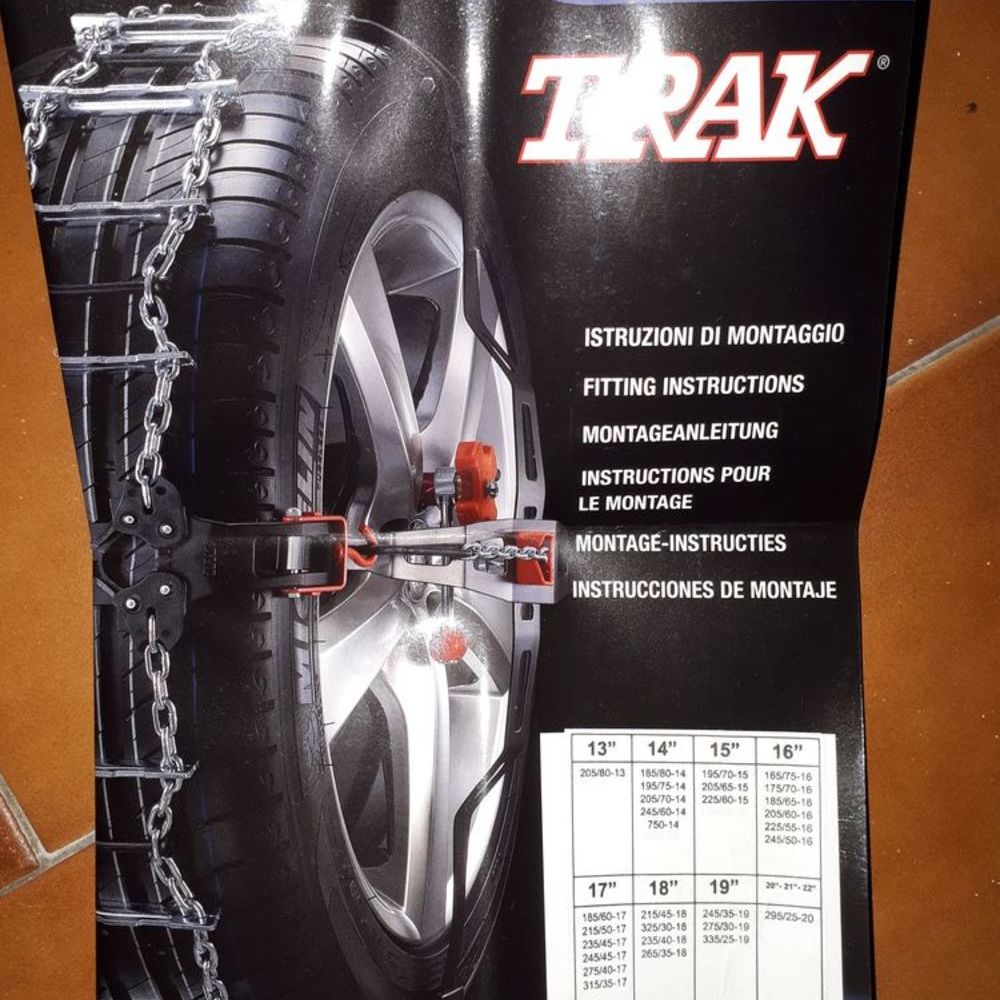 TRAK®
ISTRUZIONI DI MONTAGGIO
FITTING INSTRUCTIONS
MONTAGEANLEITUNG
INSTRUCTIONS POUR
LE MONTAGE
MONTAGE-INSTRUCTIES
INSTRUCCIONES DE MONTAJE
13” 14” 15” 16”
205/80-13 185/80-14 195/70-15 165/75-16
195/75-14 205/65-15 175/70-16
205/70-14 225/60-15 185/65-16
245/60-14 205/60-16
750-14 225/55-16
245/50-16
17” 18” 19” 20”- 21”- 22”
185/60-17 215/45-18 245/35-19 295/25-20
215/50-17 325/30-18 275/30-19
235/45-17 235/40-18 335/25-19
245/45-17 265/35-18
275/40-17
315/35-17